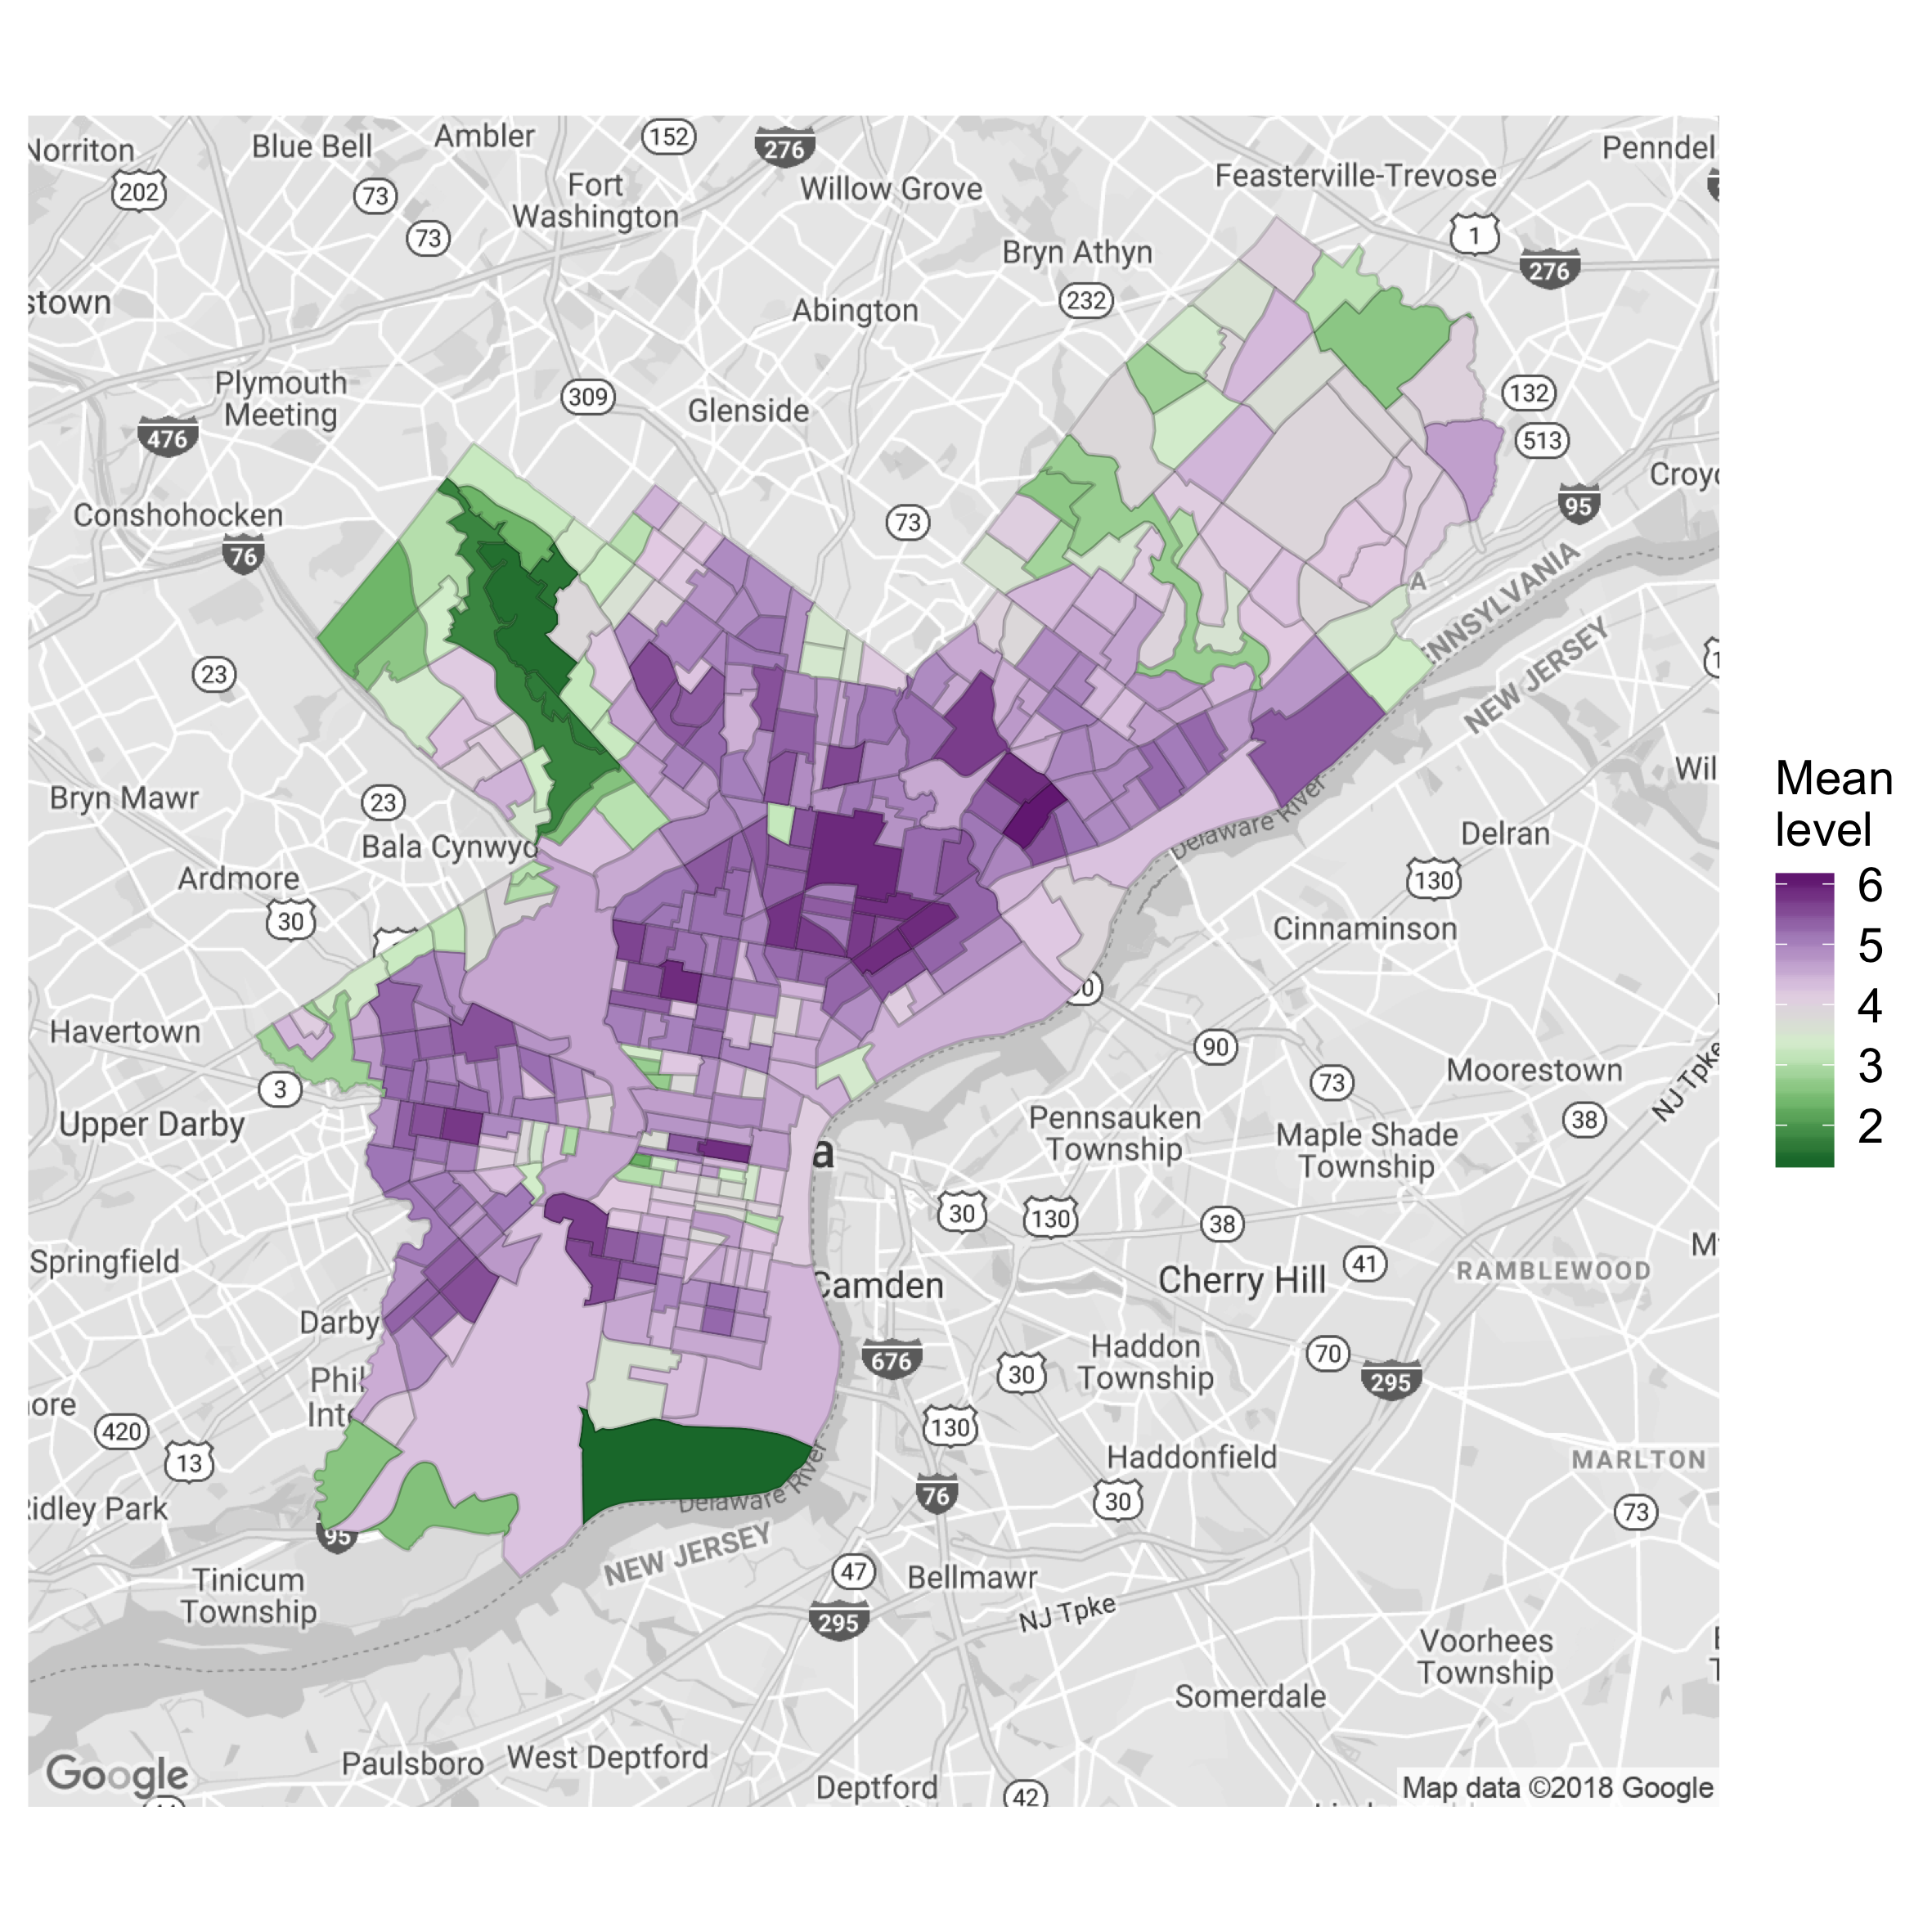 Norriton
Blue Bell
Ambler
152
276
Penndel
202
73
Fort
Washington
Willow Grove
Feasterville-Trevose
73
Bryn Athyn
1
276
stown
Abington
232
Plymouth
Meeting
309
Glenside
132
476
513
Croyd
Conshohocken
76
73
95
PENNSYLVANIA
NEW JERSEY
23
1
Wil
Bryn Mawr
23
Bala Cynwyd
Delaware River
Delran
Ardmore
130
30
Cinnaminson
90
Havertown
90
Moorestown
NJ Tpke
3
73
Upper Darby
Pennsauken
Township
Maple Shade
Township
38
a
30
130
38
Springfield
Camden
Cherry Hill
41
RAMBLEWOOD
Darby
676
Haddon
Township
70
295
30
Phil
Inte
420
13
130
Haddonfield
MARLTON
Ridley Park
76
30
73
95
Delaware River
NEW JERSEY
Tinicum
Township
47
Bellmawr
295
NJ Tpke
Voorhees
Township
Somerdale
Google
Paulsboro
West Deptford
Deptford
42
Map data ©2018 Google
Mean
level
6
5
4
3
2